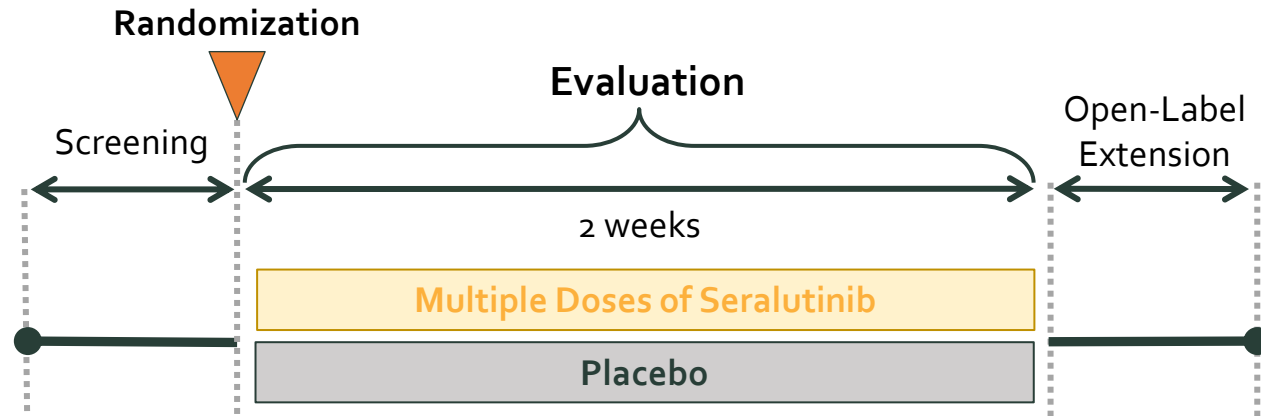 Randomization
Evaluation
Screening
Open-Label
Extension
2 weeks
Multiple Doses of Seralutinib
Placebo